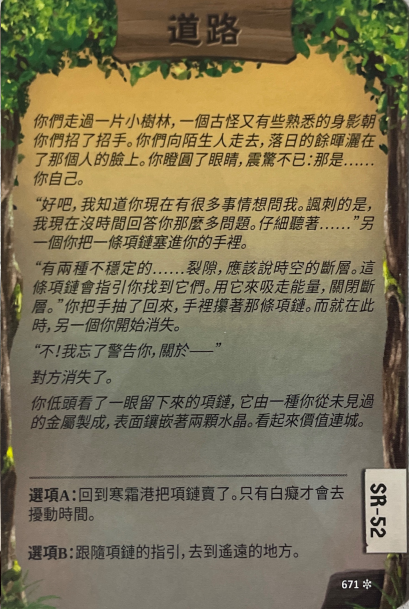 道路
你們走過一片小樹林，一個古怪又有些熟悉的身影朝
你們招了招手。你們向陌生人走去，落日的餘暉灑在
了那個人的臉上。你瞪圓了眼睛，震驚不已：那是……
你自己。
“好吧，我知道你現在有很多事情想問我。諷刺的是，
我現在沒時間回答你那麼多問題。仔細聽著……”另
一個你把一條項鏈塞進你的手裡。
“有兩種不穩定的……裂隙，應該說時空的斷層。這
條項鏈會指引你找到它們。用它來吸走能量，關閉斷
層。”你把手抽了回來，手裡攥著那條項鏈。而就在此
時，另一個你開始消失。
“不！我忘了警告你，關於——”
對方消失了。
你低頭看了一眼留下來的項鏈，它由一種你從未見過
的金屬製成，表面鑲嵌著兩顆水晶。看起來價值連城。
選項A：回到寒霜港把項鏈賣了。只有白癡才會去
擾動時間。
選項B：跟隨項鏈的指引，去到遙遠的地方。
SR-52
671 ✻